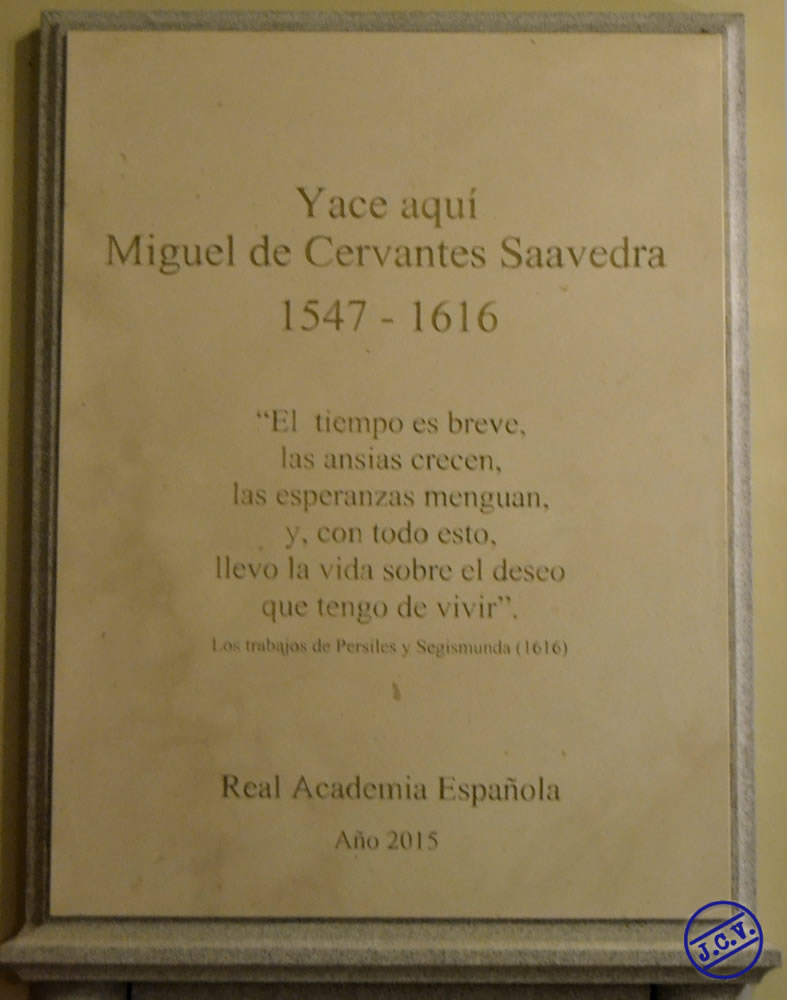 Yace aquí
Miguel de Cervantes Saavedra
1547 - 1616
“El tiempo es breve,
las ansias crecen,
las esperanzas menguan,
y, con todo esto,
llevo la vida sobre el deseo
que tengo de vivir”.
Los trabajos de Persiles y Segismunda (1616)
Real Academia Española
Año 2015
J.C.V.